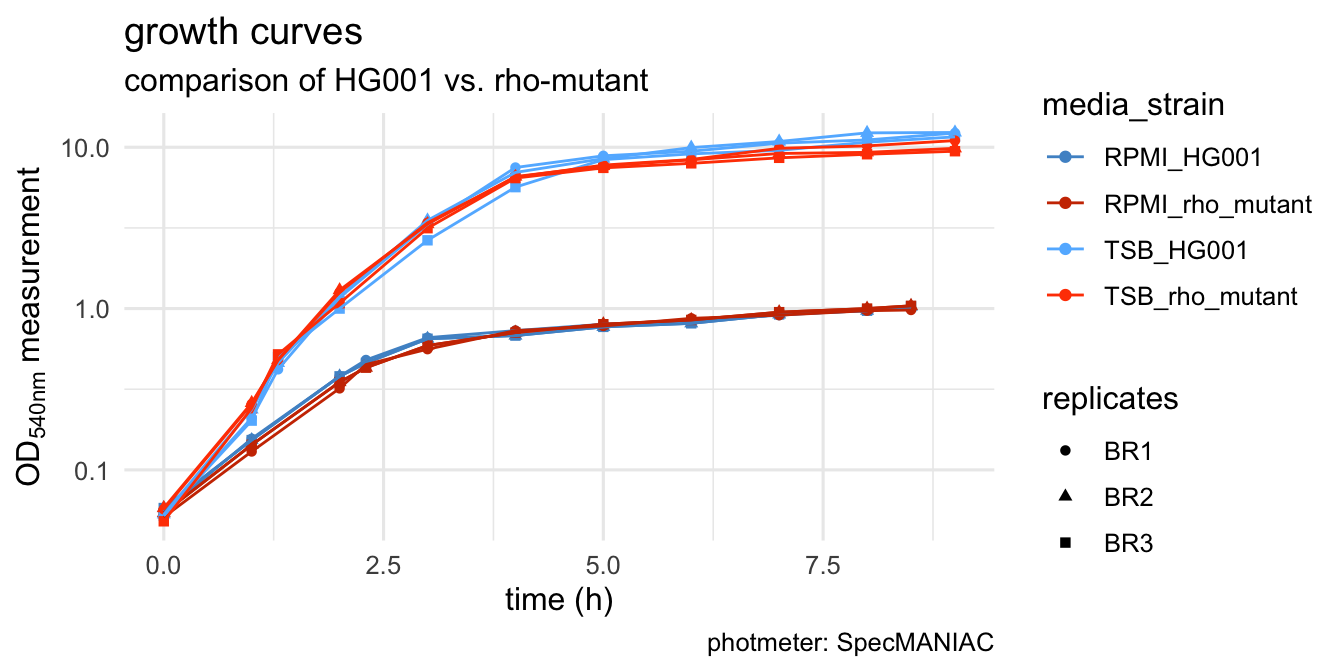 growth curves
comparison of HG001 vs. rho-mutant
OD540nm measurement
10.0
1.0
0.1
0.0 2.5 5.0 7.5
time (h)
photmeter: SpecMANIAC
media_strain
RPMI_HG001
RPMI_rho_mutant
TSB_HG001
TSB_rho_mutant
replicates
BR1
BR2
BR3